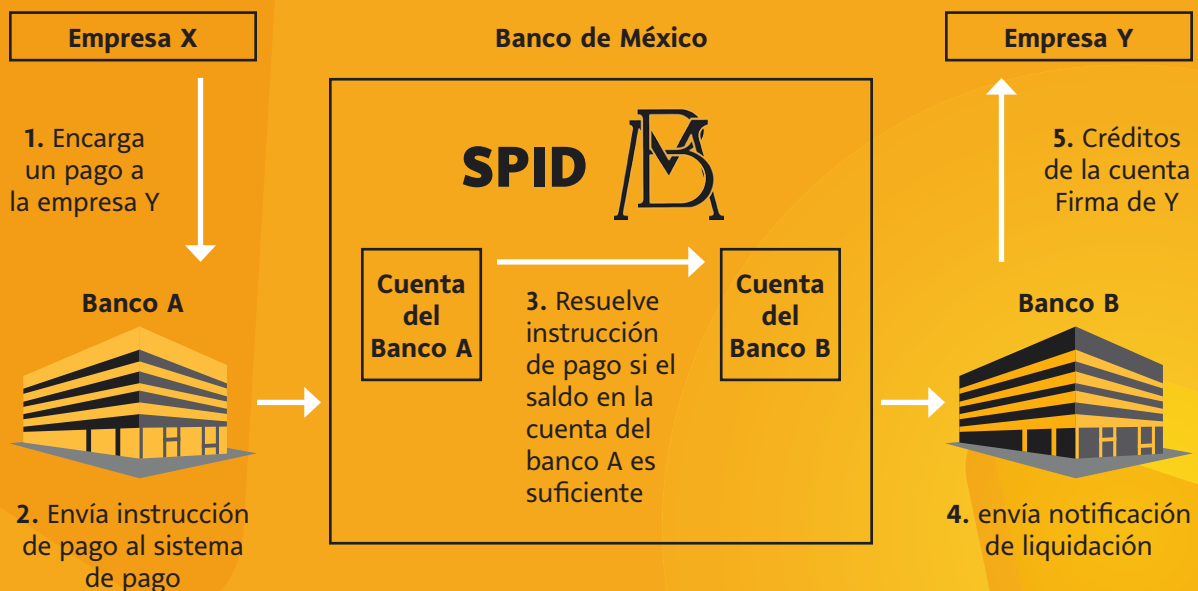 Empresa X
1. Encarga
un pago a
la empresa Y
Banco A
2. Envía instrucción
de pago al sistema
de pago
Banco de México
SPID
Cuenta
del
Banco A
3. Resuelve
instrucción
de pago si el
saldo en la
cuenta del
banco A es
suficiente
Cuenta
del
Banco B
Empresa Y
5. Créditos
de la cuenta
Firma de Y
Banco B
4. envía notificación
de liquidación